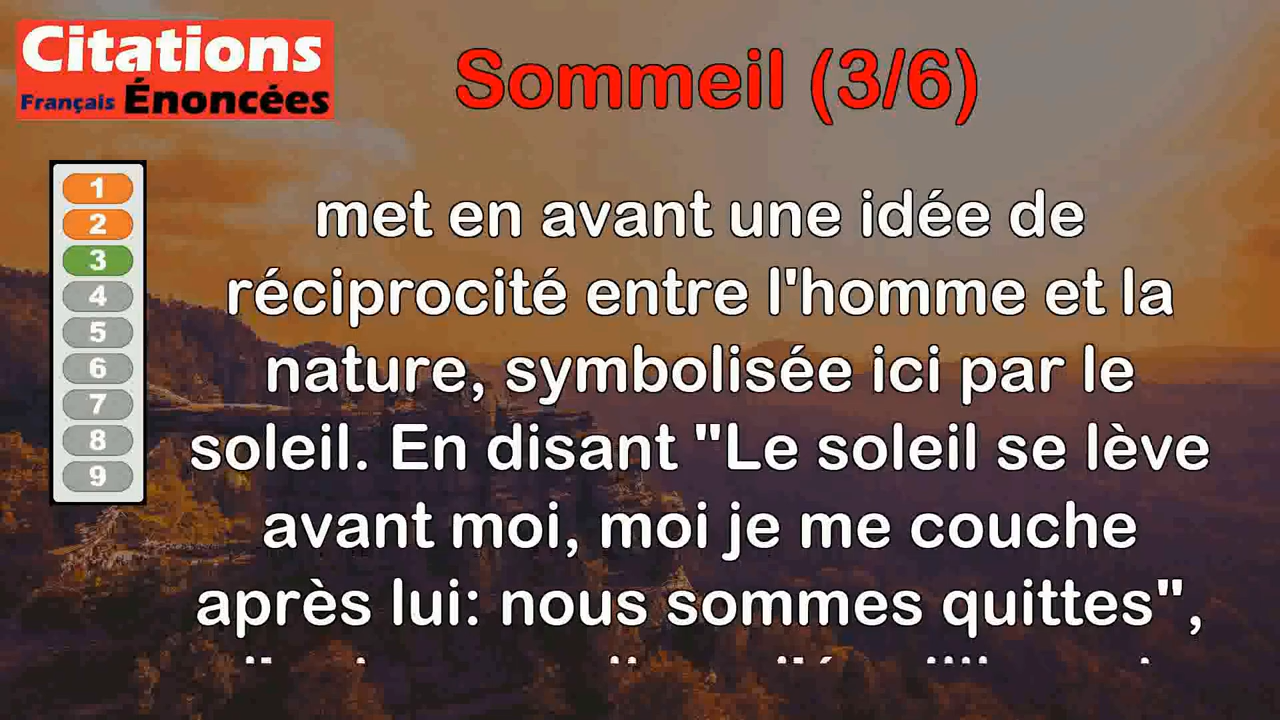 Citations
Français Énoncées
Sommeil (3/6)
1
2
3
4
5
6
7
8
9
met en avant une idée de
réciprocité entre l'homme et la
nature, symbolisée ici par le
soleil. En disant "Le soleil se lève
avant moi, moi je me couche
après lui: nous sommes quittes",